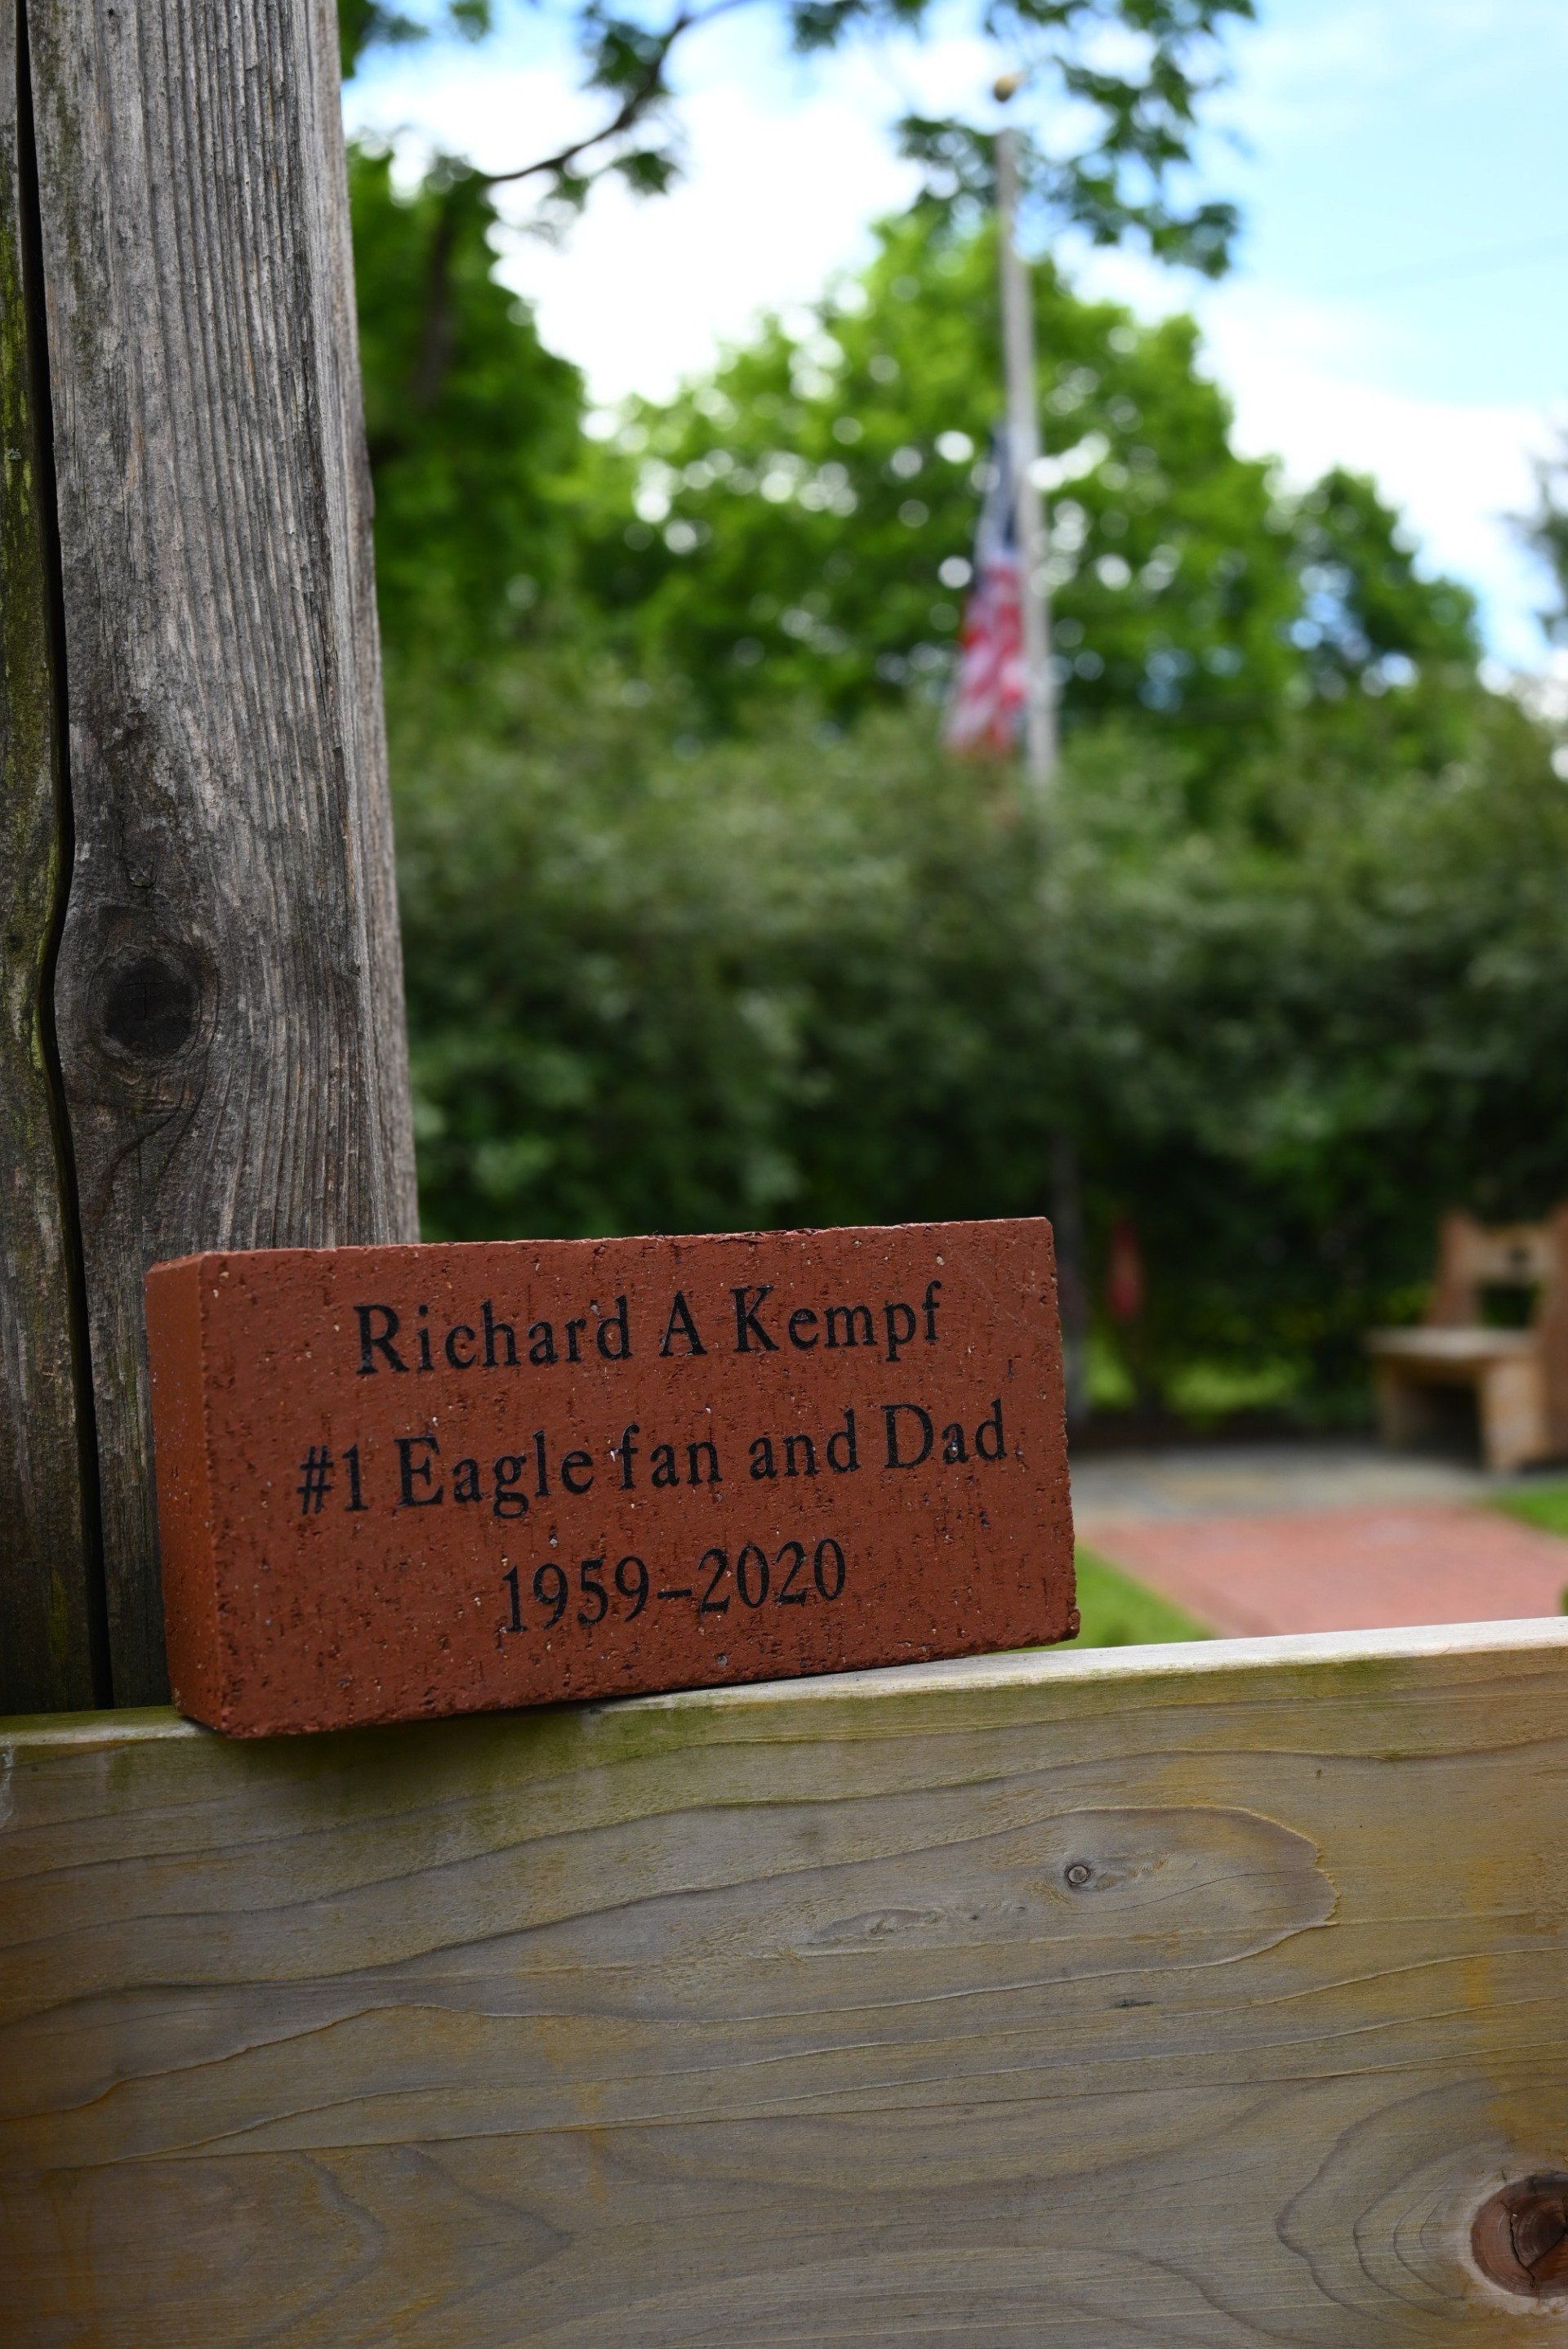 Richard A Kempf
#1 Eagle fan and Dad
1959-2020